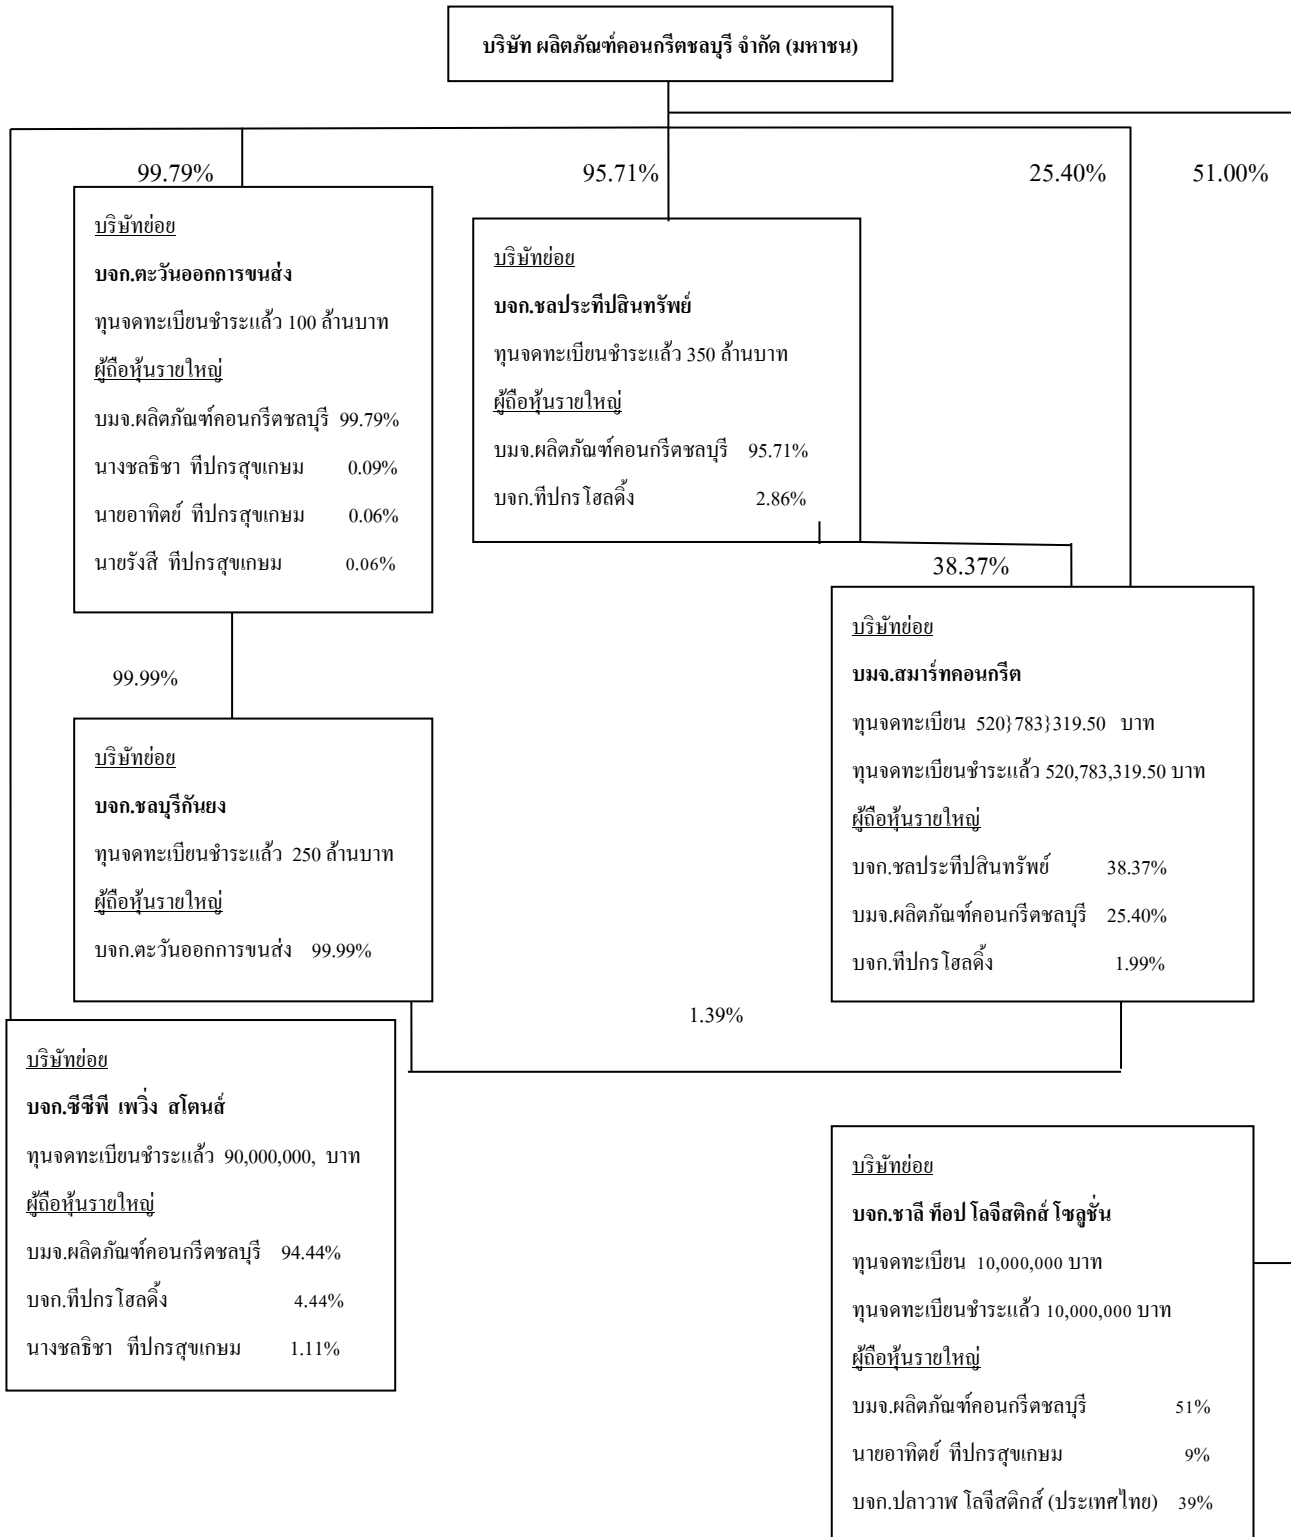 บริษัท ผลิตภัณฑ์คอนกรีตชลบุรี จำกัด (มหาชน)
99.79%
95.71%
25.40%
51.00%
บริษัทย่อย
บจก.ตะวันออกการขนส่ง
ทุนจดทะเบียนชำระแล้ว 100 ล้านบาท
ผู้ถือหุ้นรายใหญ่
บมจ.ผลิตภัณฑ์คอนกรีตชลบุรี 99.79%
นางชลธิชา ทีปกรสุขเกษม 0.09%
นายอาทิตย์ ทีปกรสุขเกษม 0.06%
นายรังสี ทีปกรสุขเกษม 0.06%
บริษัทย่อย
บจก.ชลประทีปสินทรัพย์
ทุนจดทะเบียนชำระแล้ว 350 ล้านบาท
ผู้ถือหุ้นรายใหญ่
บมจ.ผลิตภัณฑ์คอนกรีตชลบุรี 95.71%
บจก.ทีปกร โฮลดิ้ง 2.86%
38.37%
99.99%
บริษัทย่อย
บมจ.สมาร์ทคอนกรีต
ทุนจดทะเบียน 520}783}319.50 บาท
ทุนจดทะเบียนชำระแล้ว 520,783,319.50 บาท
ผู้ถือหุ้นรายใหญ่
บจก.ชลประทีปสินทรัพย์ 38.37%
บมจ.ผลิตภัณฑ์คอนกรีตชลบุรี 25.40%
บจก.ทีปกร โฮลดิ้ง 1.99%
บริษัทย่อย
บจก.ชลบุรีกันยง
ทุนจดทะเบียนชำระแล้ว 250 ล้านบาท
ผู้ถือหุ้นรายใหญ่
บจก.ตะวันออกการขนส่ง 99.99%
1.39%
บริษัทย่อย
บจก.ซีซีพี เพวิ่ง สโตนส์
ทุนจดทะเบียนชำระแล้ว 90,000,000, บาท
ผู้ถือหุ้นรายใหญ่
บมจ.ผลิตภัณฑ์คอนกรีตชลบุรี 94.44%
บจก.ทีปกร โฮลดิ้ง 4.44%
นางชลธิชา ทีปกรสุขเกษม 1.11%
บริษัทย่อย
บจก.ชาลี ท็อป โลจีสติกส์ โซลูชั่น
ทุนจดทะเบียน 10,000,000 บาท
ทุนจดทะเบียนชำระแล้ว 10,000,000 บาท
ผู้ถือหุ้นรายใหญ่
บมจ.ผลิตภัณฑ์คอนกรีตชลบุรี 51%
นายอาทิตย์ ทีปกรสุขเกษม 9%
บจก.ปลาวาฬ โลจีสติกส์ (ประเทศไทย) 39%